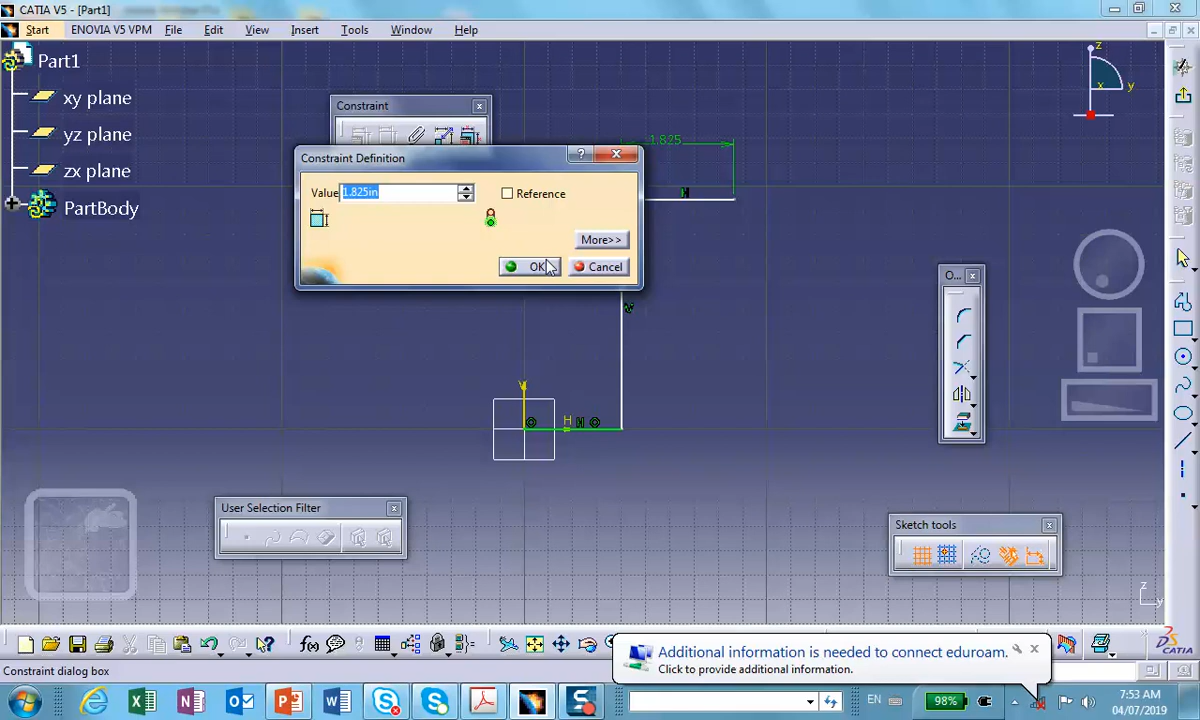 CATIA V5 - [Part1]
Start ENOVIA V5 VPM File Edit View Insert Tools Window Help
Part1
xy plane
yz plane
zx plane
PartBody
z
x y
Constraint
1.825
Constraint Definition
Value 1.825in
Reference
More>>
OK Cancel
H
V
V
H H
O...
User Selection Filter
Sketch tools
z
y
f(x)
CATIA
Additional information is needed to connect eduroam.
Click to provide additional information.
Constraint dialog box
EN
98%
7:53 AM
04/07/2019